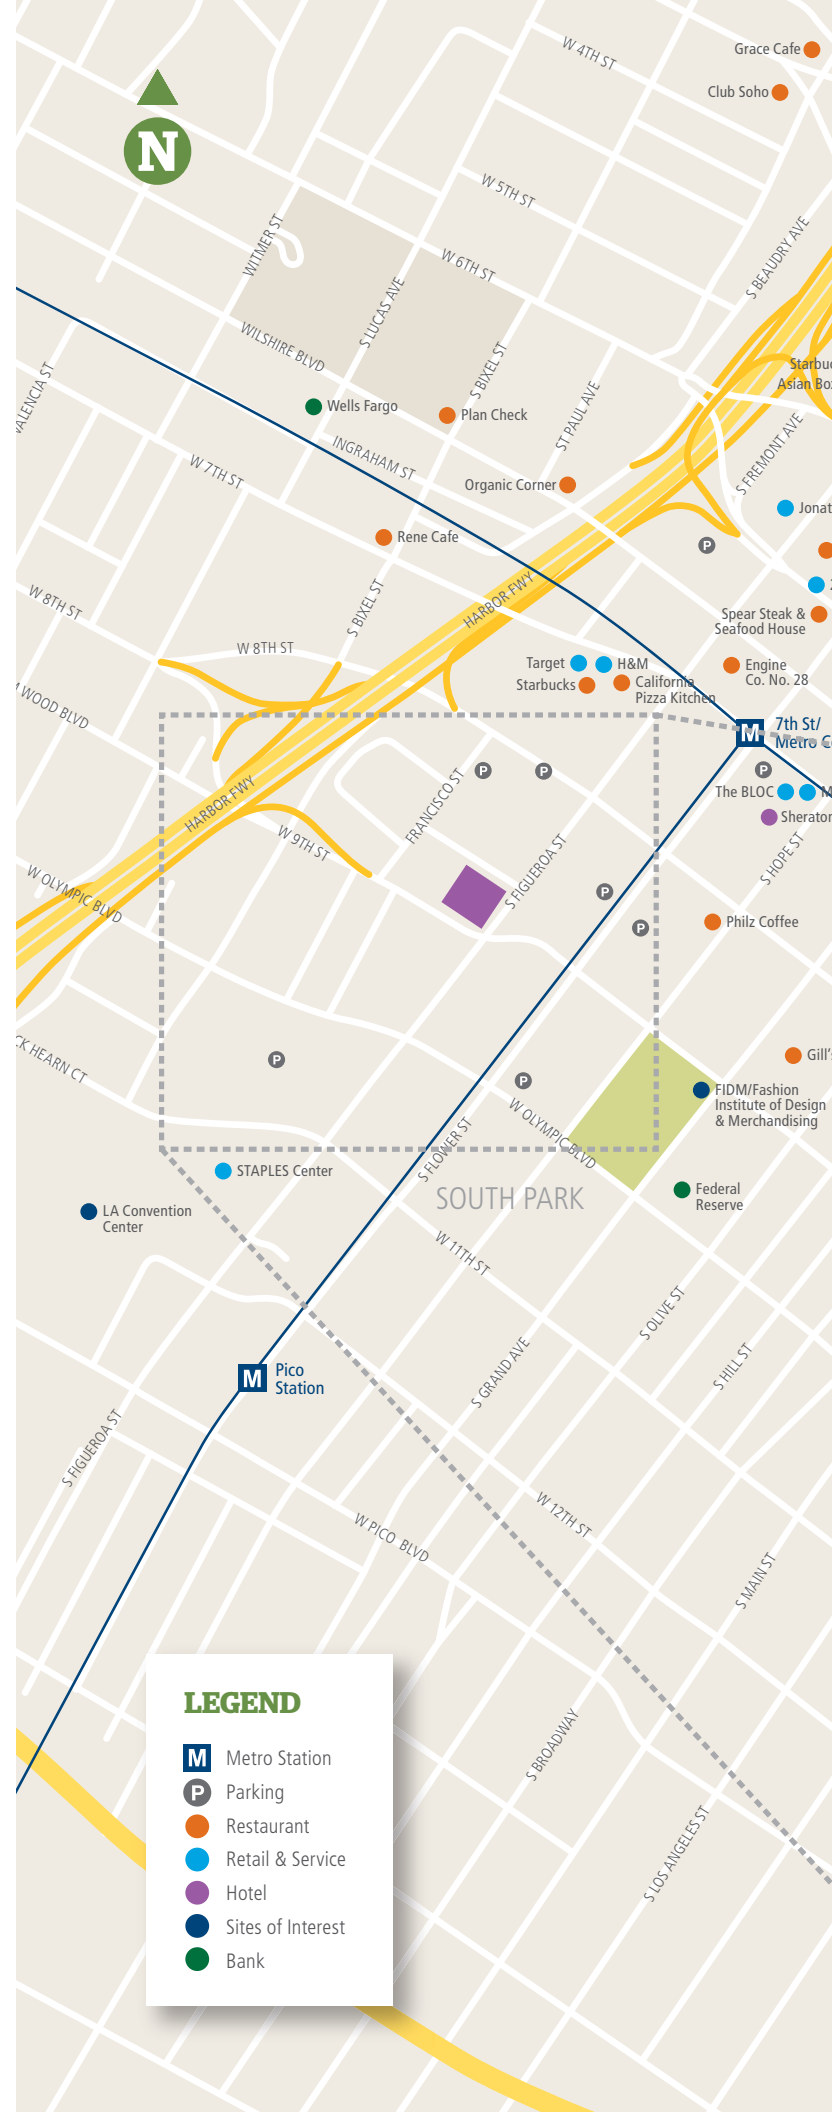 W 4TH ST
Grace Cafe
Club Soho
N
W 5TH ST
WITMER ST
S BEAUDRY AVE
W 6TH ST
S LUCAS AVE
WILSHIRE BLVD
S BIXEL ST
Starbuc
Asian Bo
VALENCIA ST
ST PAUL AVE
Wells Fargo
Plan Check
S FREMONT AVE
INGRAHAM ST
W 7TH ST
Organic Corner
Jonat
Rene Cafe
P
HARBOR FWY
2
W 8TH ST
S BIXEL ST
Spear Steak &
Seafood House
W 8TH ST
Target
H&M
Engine
Co. No. 28
Starbucks
California
Pizza Kitchen
WOOD BLVD
M
7th St/
Metro C
P
P
P
HARBOR FWY
FRANCISCO ST
The BLOC
M
Sheraton
W 9TH ST
S HOPE ST
S FIGUEROA ST
W OLYMPIC BLVD
P
Philz Coffee
P
CK HEARN CT
P
Gill's
P
FIDM/Fashion
Institute of Design
& Merchandising
W OLYMPIC BLVD
S FLOWER ST
STAPLES Center
SOUTH PARK
Federal
Reserve
LA Convention
Center
W 11TH ST
S OLIVE ST
M
Pico
Station
S GRAND AVE
S HILL ST
S FIGUEROA ST
W 12TH ST
W PICO BLVD
S MAIN ST
LEGEND
S BROADWAY
M
Metro Station
P
Parking
Restaurant
Retail & Service
Hotel
Sites of Interest
Bank
S LOS ANGELES ST